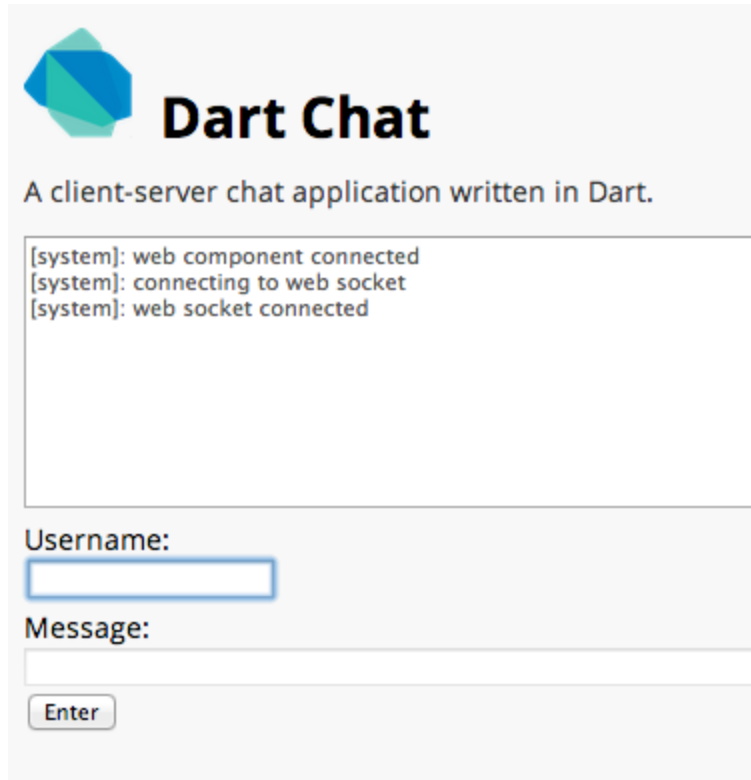 Dart Chat
A client-server chat application written in Dart.
[system]: web component connected
[system]: connecting to web socket
[system]: web socket connected
Username:
Message:
Enter